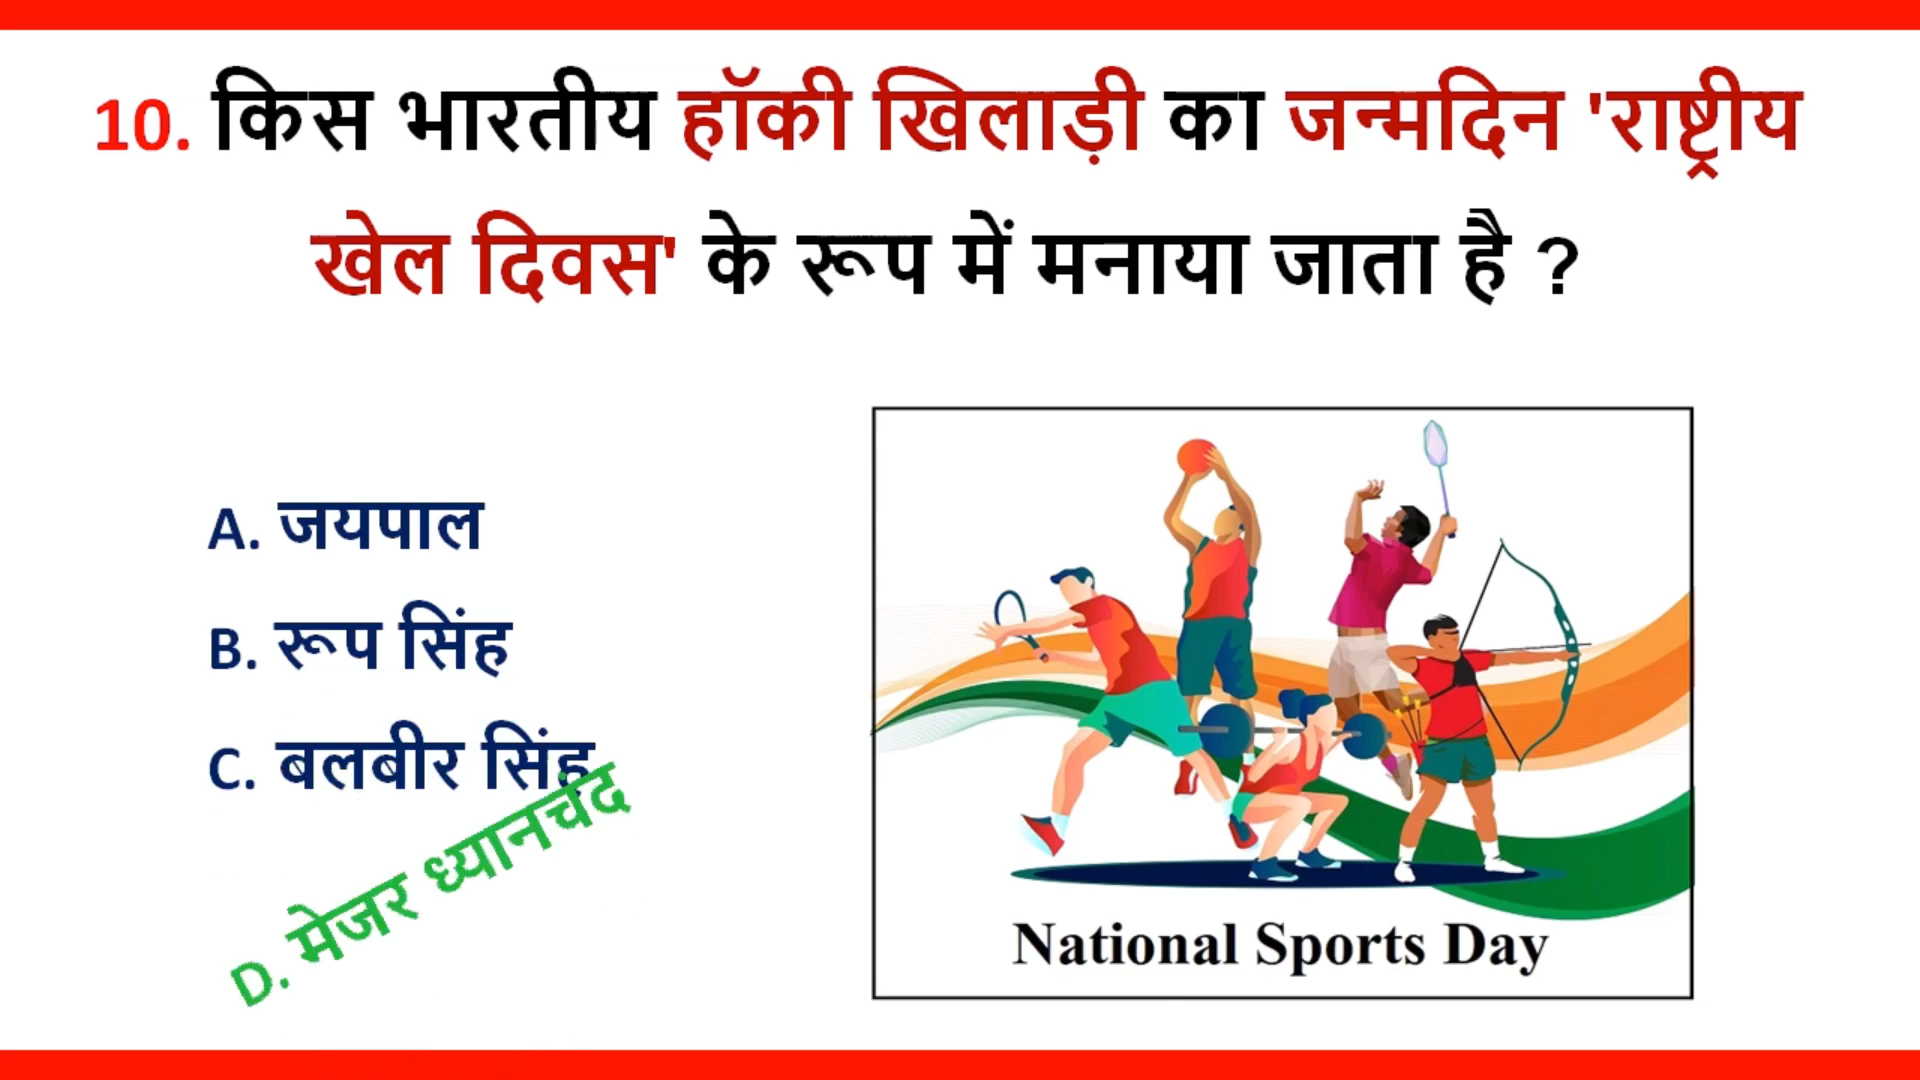 10. किस भारतीय हॉकी खिलाड़ी का जन्मदिन 'राष्ट्रीय
खेल दिवस' के रूप में मनाया जाता है ?
A. जयपाल
B. रूप सिंह
C. बलबीर सिंह
D. मेजर ध्यानचंद
National Sports Day